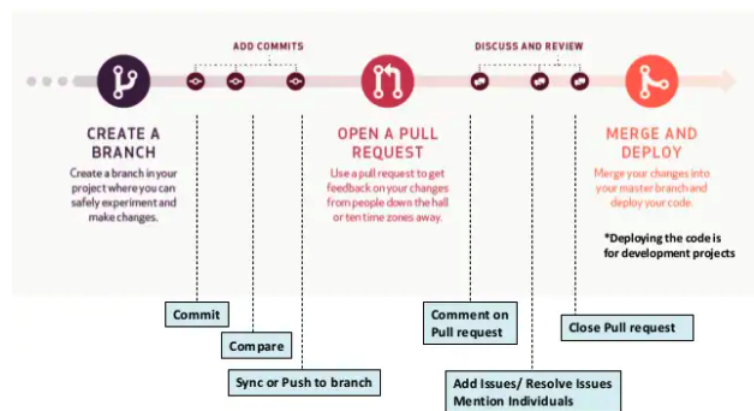 ADD COMMITS
DISCUSS AND REVIEW
CREATE A
BRANCH
Create a branch in your
project where you can
safely experiment and
make changes.
OPEN A PULL
REQUEST
Use a pull request to get
feedback on your changes
from people down the hall
or ten time zones away.
MERGE AND
DEPLOY
Merge your changes into
your master branch and
deploy your code.
*Deploying the code is
for development projects
Commit
Compare
Sync or Push to branch
Comment on
Pull request
Add Issues/ Resolve Issues
Mention Individuals
Close Pull request